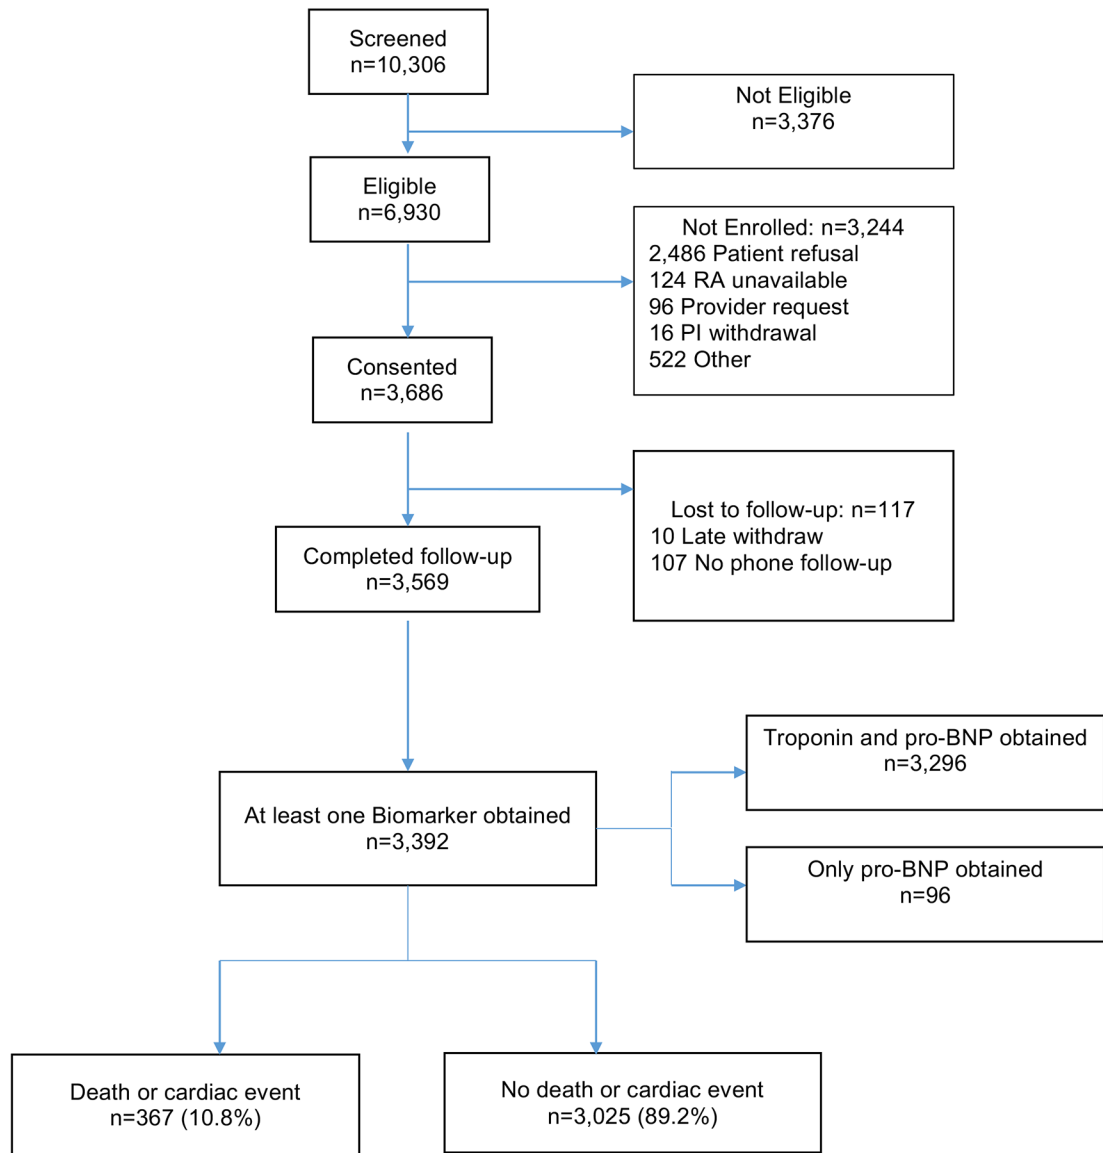 Screened
n=10,306
Not Eligible
n=3,376
Eligible
n=6,930
Not Enrolled: n=3,244
2,486 Patient refusal
124 RA unavailable
96 Provider request
16 PI withdrawal
522 Other
Consented
n=3,686
Lost to follow-up: n=117
10 Late withdraw
107 No phone follow-up
Completed follow-up
n=3,569
Troponin and pro-BNP obtained
n=3,296
At least one Biomarker obtained
n=3,392
Only pro-BNP obtained
n=96
Death or cardiac event
n=367 (10.8%)
No death or cardiac event
n=3,025 (89.2%)